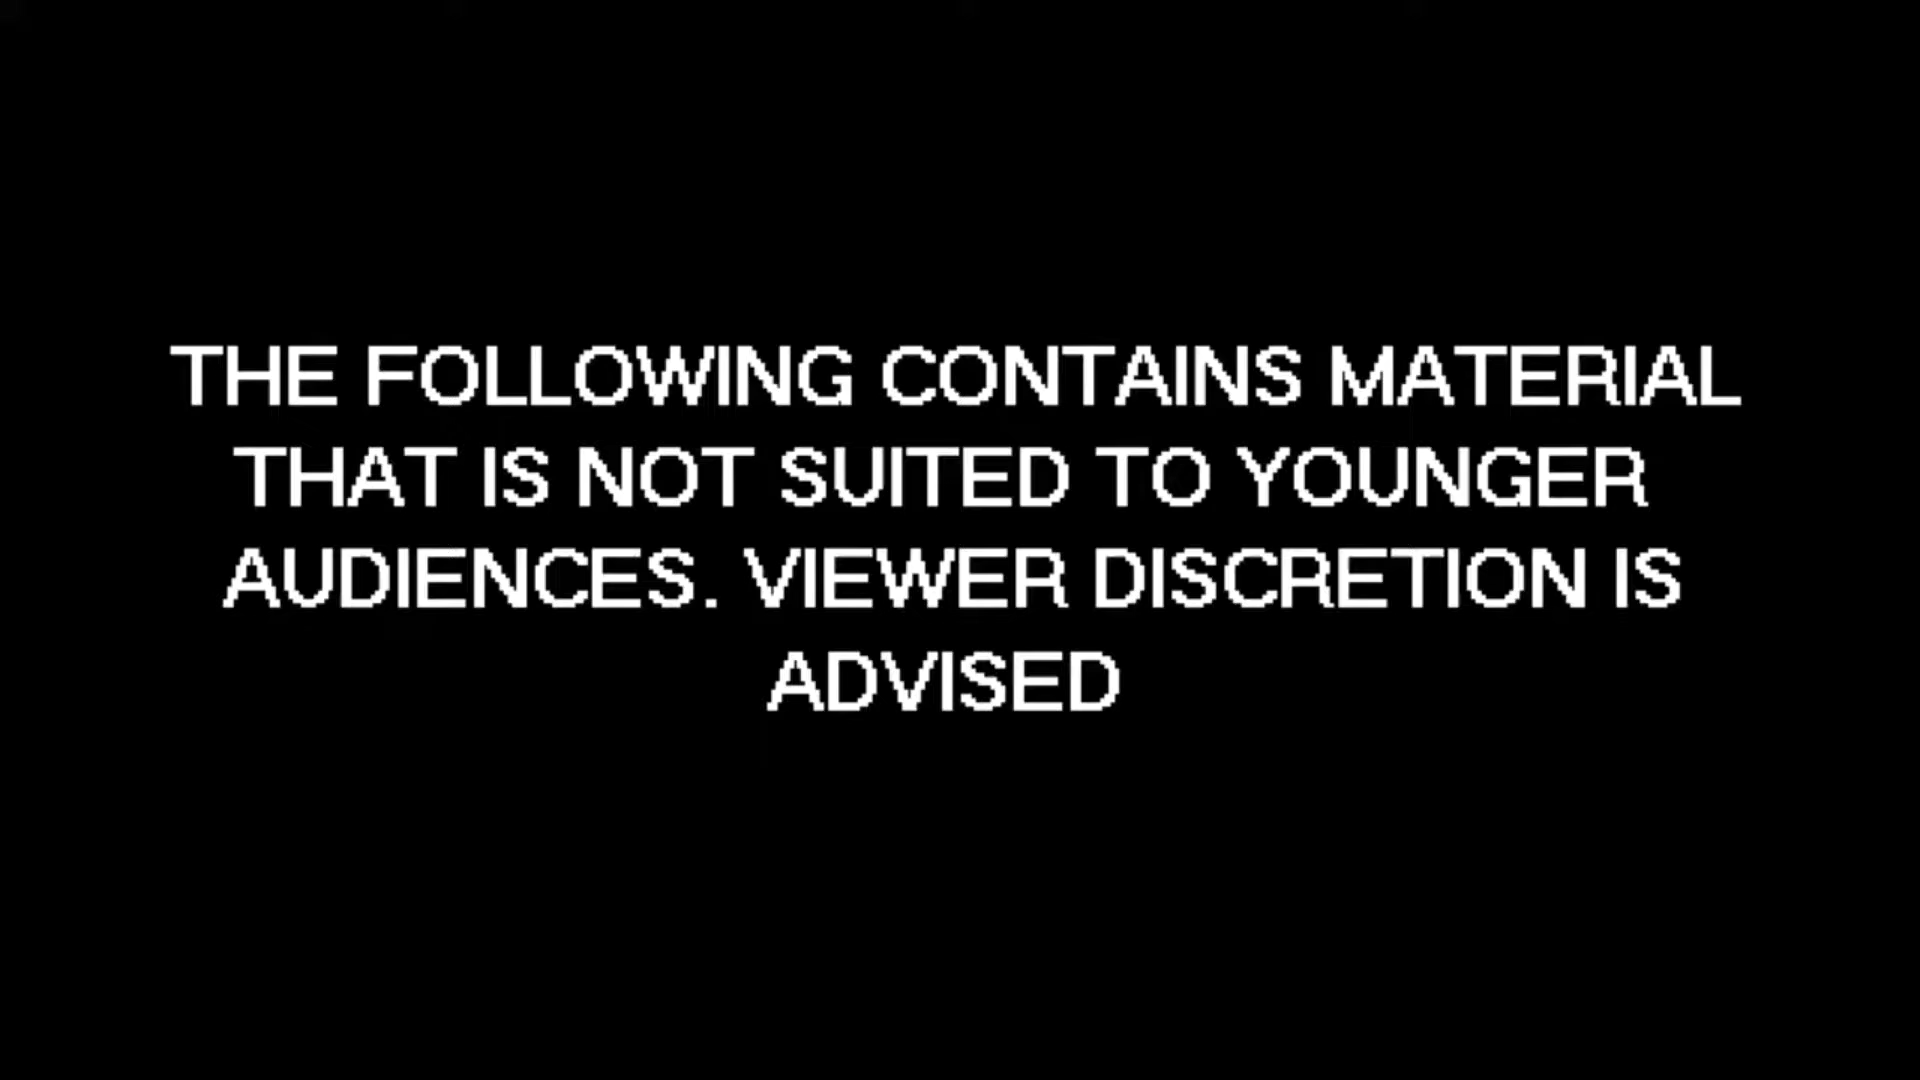 THE FOLLOWING CONTAINS MATERIAL
THAT IS NOT SUITED TO YOUNGER
AUDIENCES. VIEWER DISCRETION IS
ADVISED